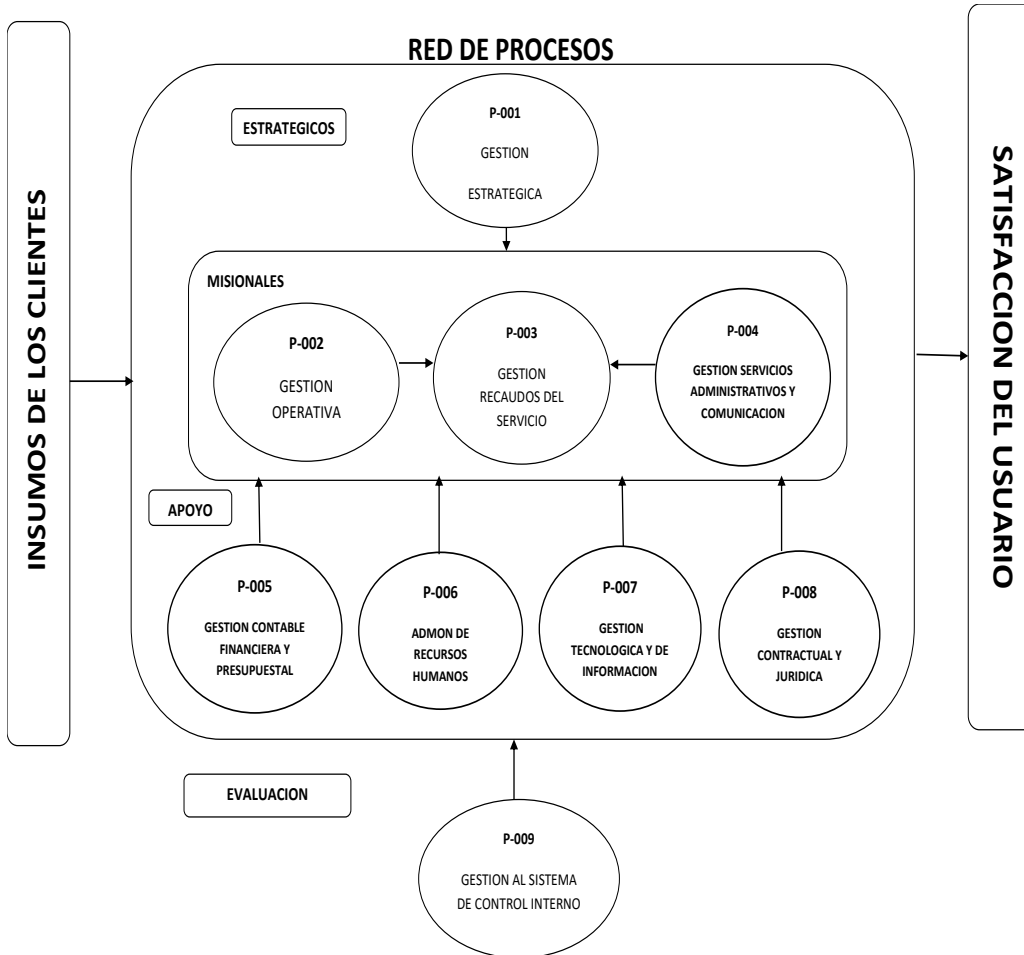 RED DE PROCESOS
INSUMOS DE LOS CLIENTES
ESTRATEGICOS
P-001
GESTION
ESTRATEGICA
MISIONALES
P-002
GESTION
OPERATIVA
P-003
GESTION
RECAUDOS DEL
SERVICIO
P-004
GESTION SERVICIOS
ADMINISTRATIVOS Y
COMUNICACION
APOYO
P-005
GESTION CONTABLE
FINANCIERA Y
PRESUPUESTAL
P-006
ADMON DE
RECURSOS
HUMANOS
P-007
GESTION
TECNOLOGICA Y DE
INFORMACION
P-008
GESTION
CONTRACTUAL Y
JURIDICA
EVALUACION
P-009
GESTION AL SISTEMA
DE CONTROL INTERNO
SATISFACCION DEL USUARIO